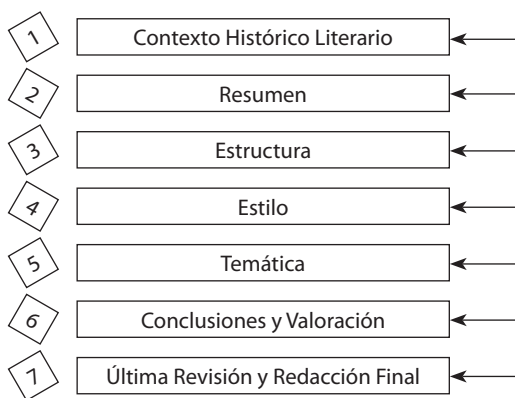 1 Contexto Histórico Literario
2 Resumen
3 Estructura
4 Estilo
5 Temática
6 Conclusiones y Valoración
7 Última Revisión y Redacción Final